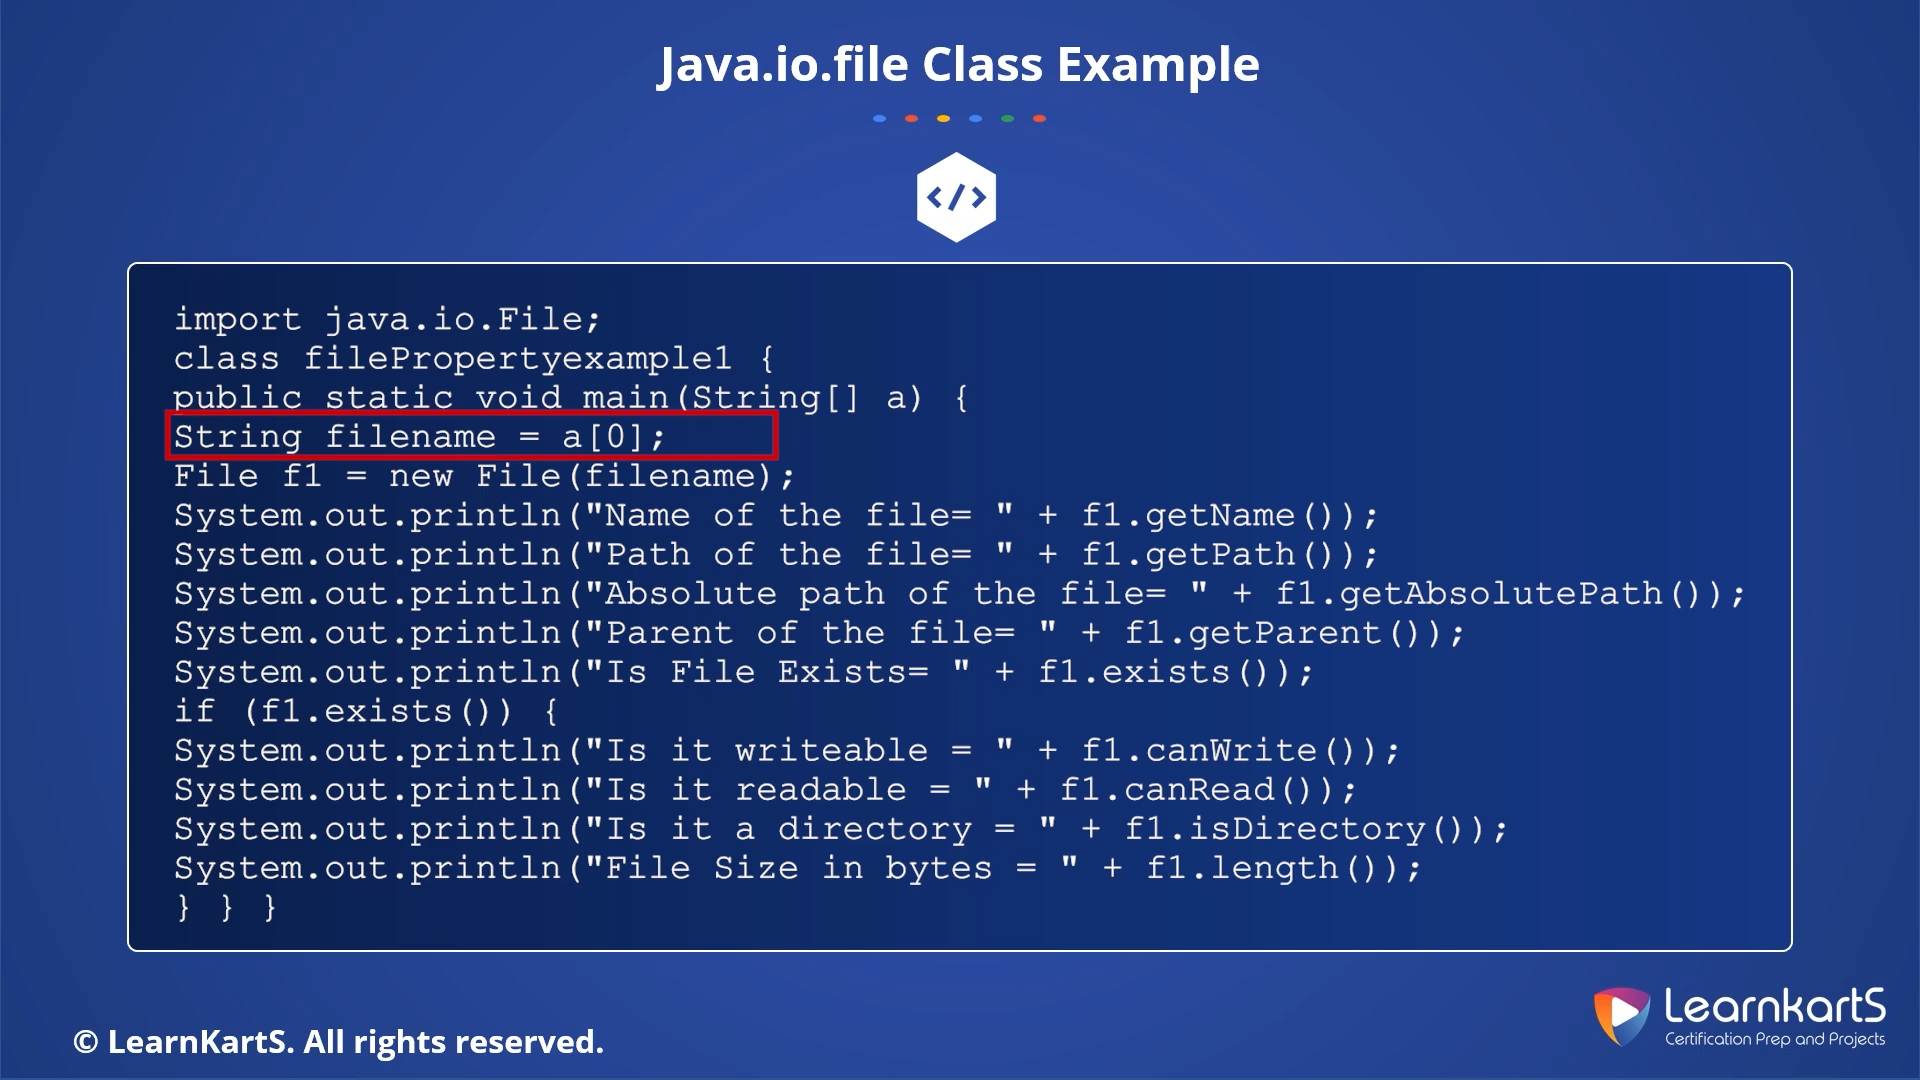 Java.io.file Class Example
</>
import java.io.File;
class filePropertyexample1 {
public static void main(String[] a) {
String filename = a[0];
File f1 = new File(filename);
System.out.println("Name of the file= " + f1.getName());
System.out.println("Path of the file= " + f1.getPath());
System.out.println("Absolute path of the file= " + f1.getAbsolutePath());
System.out.println("Parent of the file= " + f1.getParent());
System.out.println("Is File Exists= " + f1.exists());
if (f1.exists()) {
System.out.println("Is it writeable = " + f1.canWrite());
System.out.println("Is it readable = " + f1.canRead());
System.out.println("Is it a directory = " + f1.isDirectory());
System.out.println("File Size in bytes = " + f1.length());
} } }
© LearnKartS. All rights reserved.
LearnkartS
Certification Prep and Projects